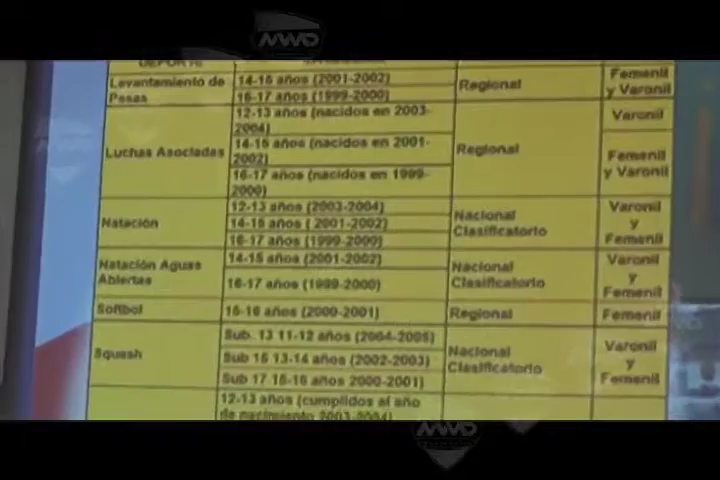 MWD
DEPORTE
Levantamiento de
Pesas
14-15 años (2001-2002)
16-17 años (1999-2000)
Regional
Femenil
y Varonil
Luchas Asociadas
12-13 años (nacidos en 2003-
2004)
14-15 años (nacidos en 2001-
2002)
16-17 años (nacidos en 1999-
2000)
Regional
Varonil
Femenil
y Varonil
Natación
12-13 años (2003-2004)
14-15 años ( 2001-2002)
16-17 años (1999-2000)
Nacional
Clasificatorio
Varonil
y
Femenil
Natación Aguas
Abiertas
14-15 años (2001-2002)
16-17 años (1999-2000)
Nacional
Clasificatorio
Varonil
y
Femenil
Softbol
15-16 años (2000-2001)
Regional
Femenil
Squash
Sub. 13 11-12 años (2004-2005)
Sub 15 13-14 años (2002-2003)
Sub 17 15-16 años 2000-2001)
Nacional
Clasificatorio
Varonil
y
Femenil
12-13 años (cumplidos al año
de nacimiento 2003-2004)
MWD